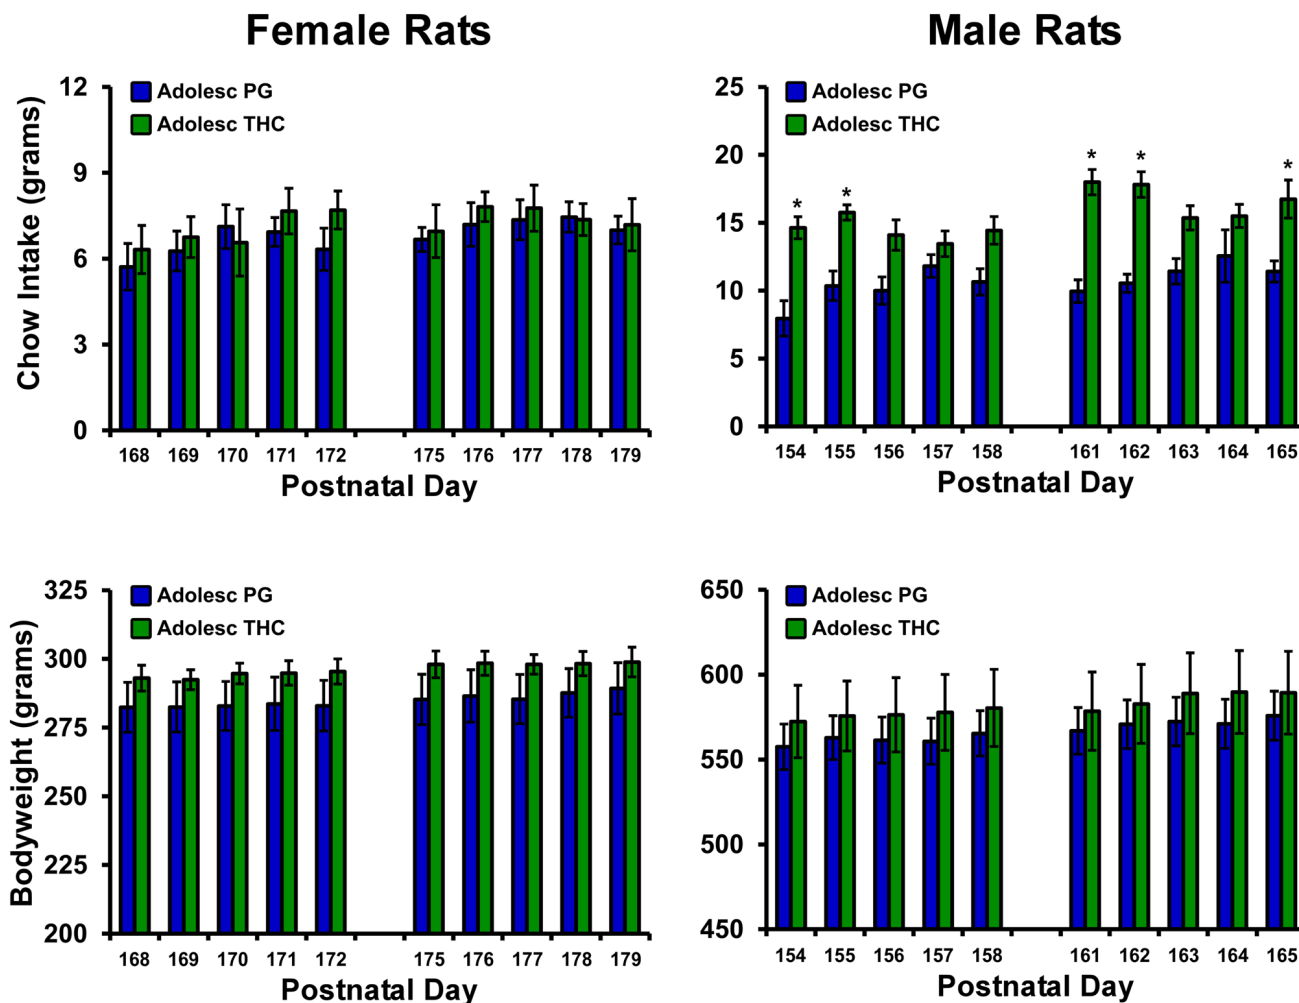 Female Rats
Chow Intake (grams)
12
9
6
3
0
Adolesc PG
Adolesc THC
168 169 170 171 172 175 176 177 178 179
Postnatal Day
Male Rats
25
20
15
10
5
0
Adolesc PG
Adolesc THC
* * * * *
154 155 156 157 158 161 162 163 164 165
Postnatal Day
Bodyweight (grams)
325
300
275
250
225
200
Adolesc PG
Adolesc THC
168 169 170 171 172 175 176 177 178 179
Postnatal Day
650
600
550
500
450
Adolesc PG
Adolesc THC
154 155 156 157 158 161 162 163 164 165
Postnatal Day